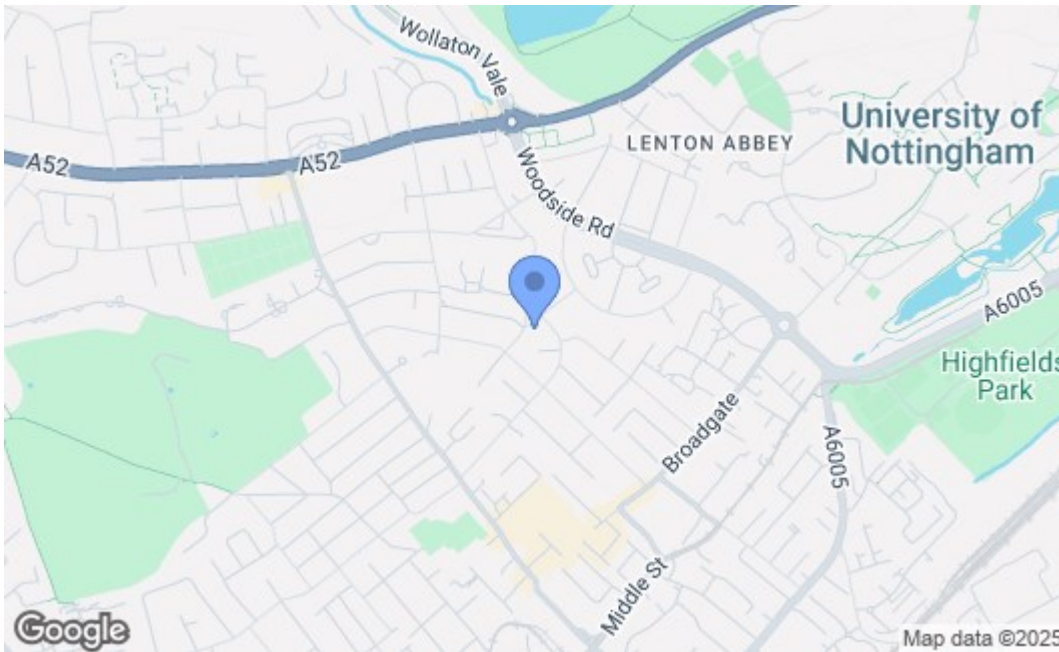 Wollaton Vale
A52
A52
LENTON ABBEY
University of
Nottingham
Woodside Rd
A6005
Highfields
Park
Broadgate
A6005
Middle St
Google
Map data ©2025